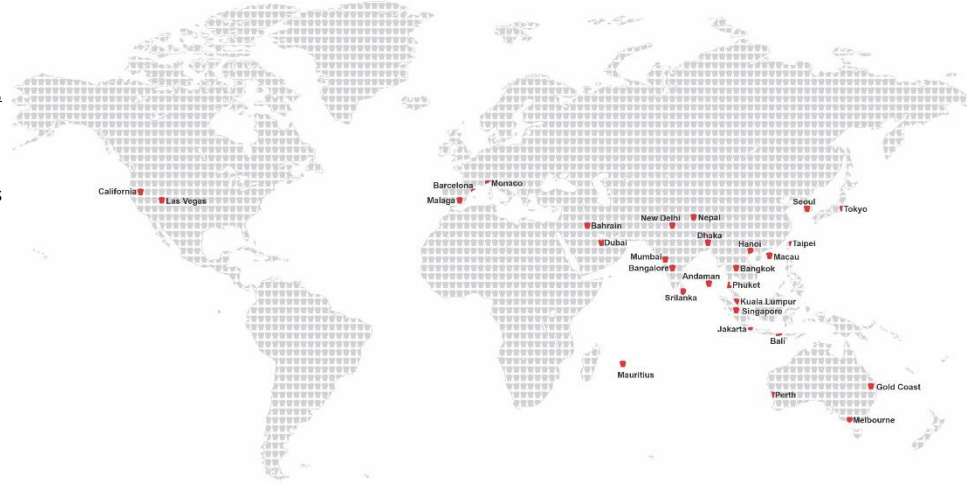 Barcelona
Monaco
California
Las Vegas
Malaga
Seoul
Tokyo
New Delhi
Nepal
Bahrain
Dhaka
Dubai
Hanoi
Taipei
Mumbai
Macau
Bangalore
Bangkok
Andaman
Phuket
Srilanka
Kuala Lumpur
Singapore
Jakarta
Bali
Mauritius
Gold Coast
Perth
Melbourne